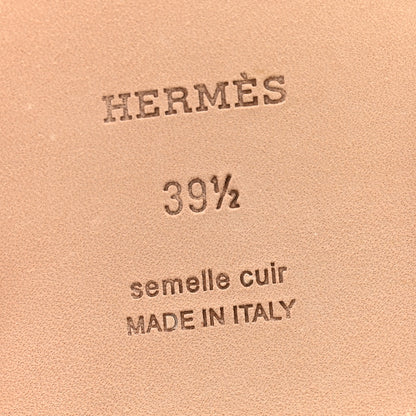 HERMÈS
39½
semelle cuir
MADE IN ITALY